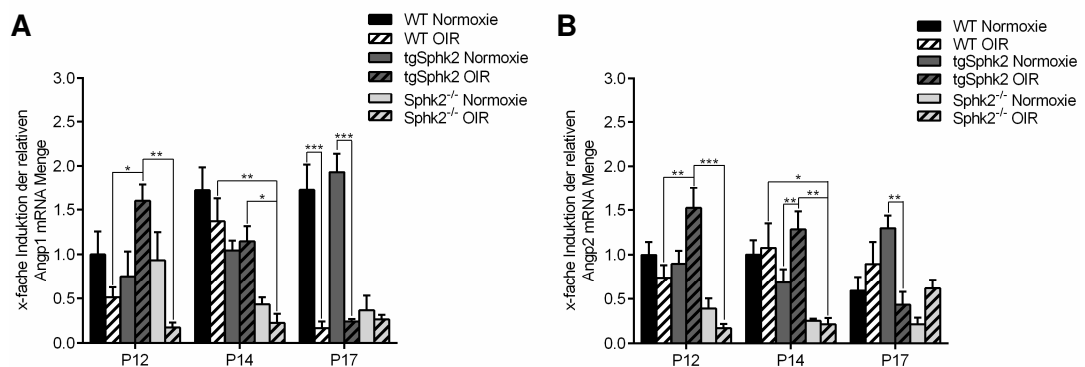 A
WT Normoxie
WT OIR
tgSphk2 Normoxie
tgSphk2 OIR
Sphk2-/- Normoxie
Sphk2-/- OIR
x-fache Induktion der relativen
Angp1 mRNA Menge
3.0
2.5
2.0
1.5
1.0
0.5
0.0
*
**
**
*
***
***
P12
P14
P17
B
WT Normoxie
WT OIR
tgSphk2 Normoxie
tgSphk2 OIR
Sphk2-/- Normoxie
Sphk2-/- OIR
x-fache Induktion der relativen
Angp2 mRNA Menge
3.0
2.5
2.0
1.5
1.0
0.5
0.0
**
***
*
**
**
**
P12
P14
P17